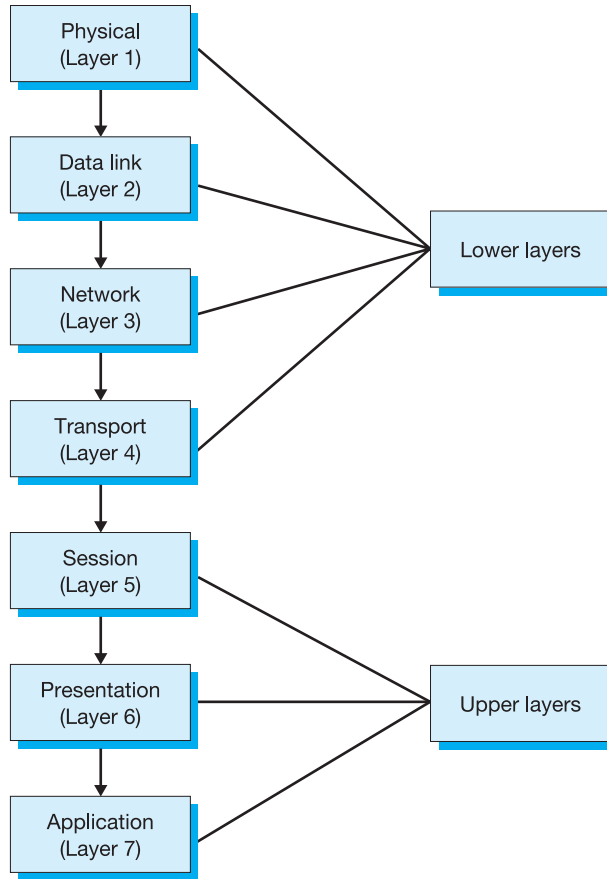 Physical
(Layer 1)
Data link
(Layer 2)
Lower layers
Network
(Layer 3)
Transport
(Layer 4)
Session
(Layer 5)
Presentation
(Layer 6)
Upper layers
Application
(Layer 7)